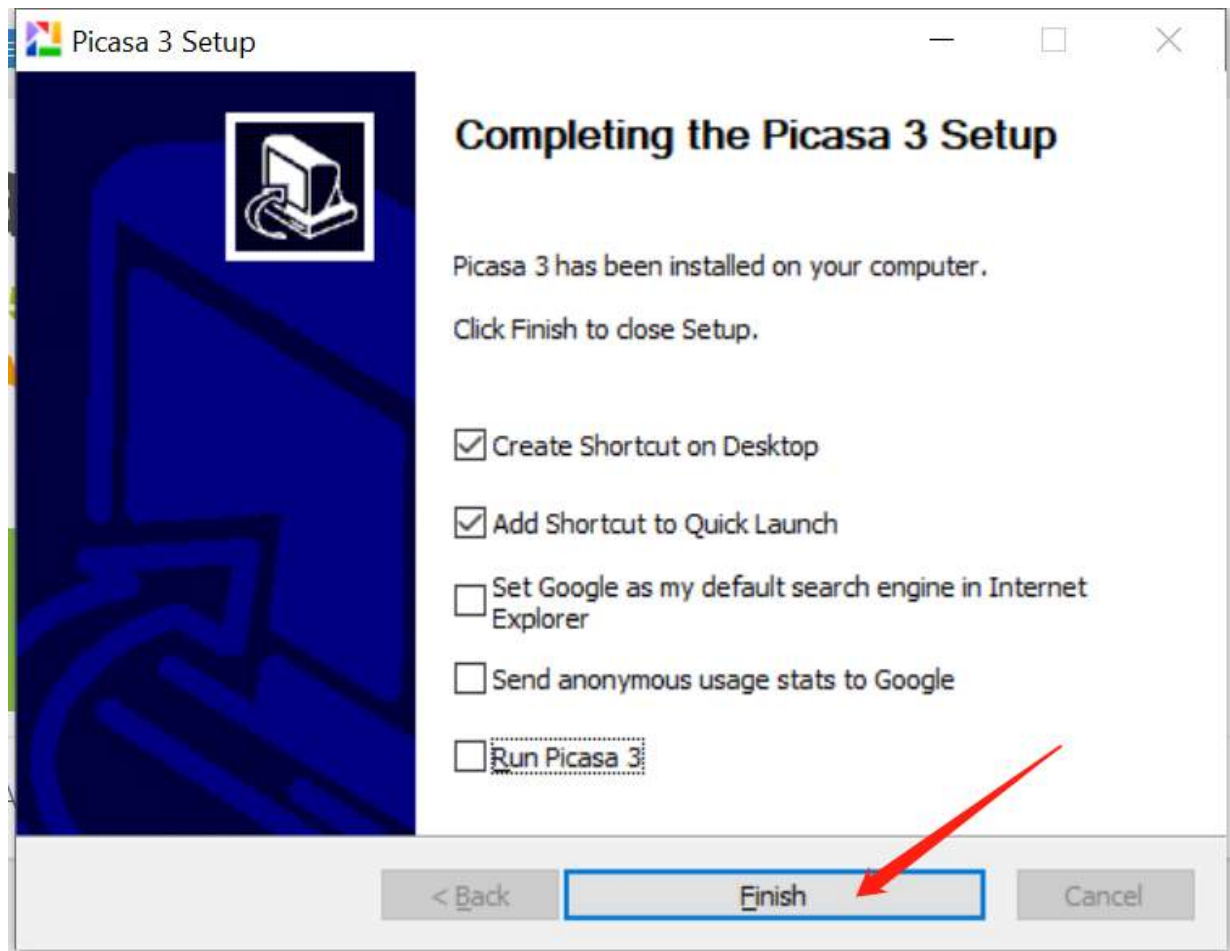 Picasa 3 Setup
Completing the Picasa 3 Setup
Picasa 3 has been installed on your computer.
Click Finish to close Setup.
Create Shortcut on Desktop
Add Shortcut to Quick Launch
Set Google as my default search engine in Internet
Explorer
Send anonymous usage stats to Google
Run Picasa 3
< Back
Finish
Cancel